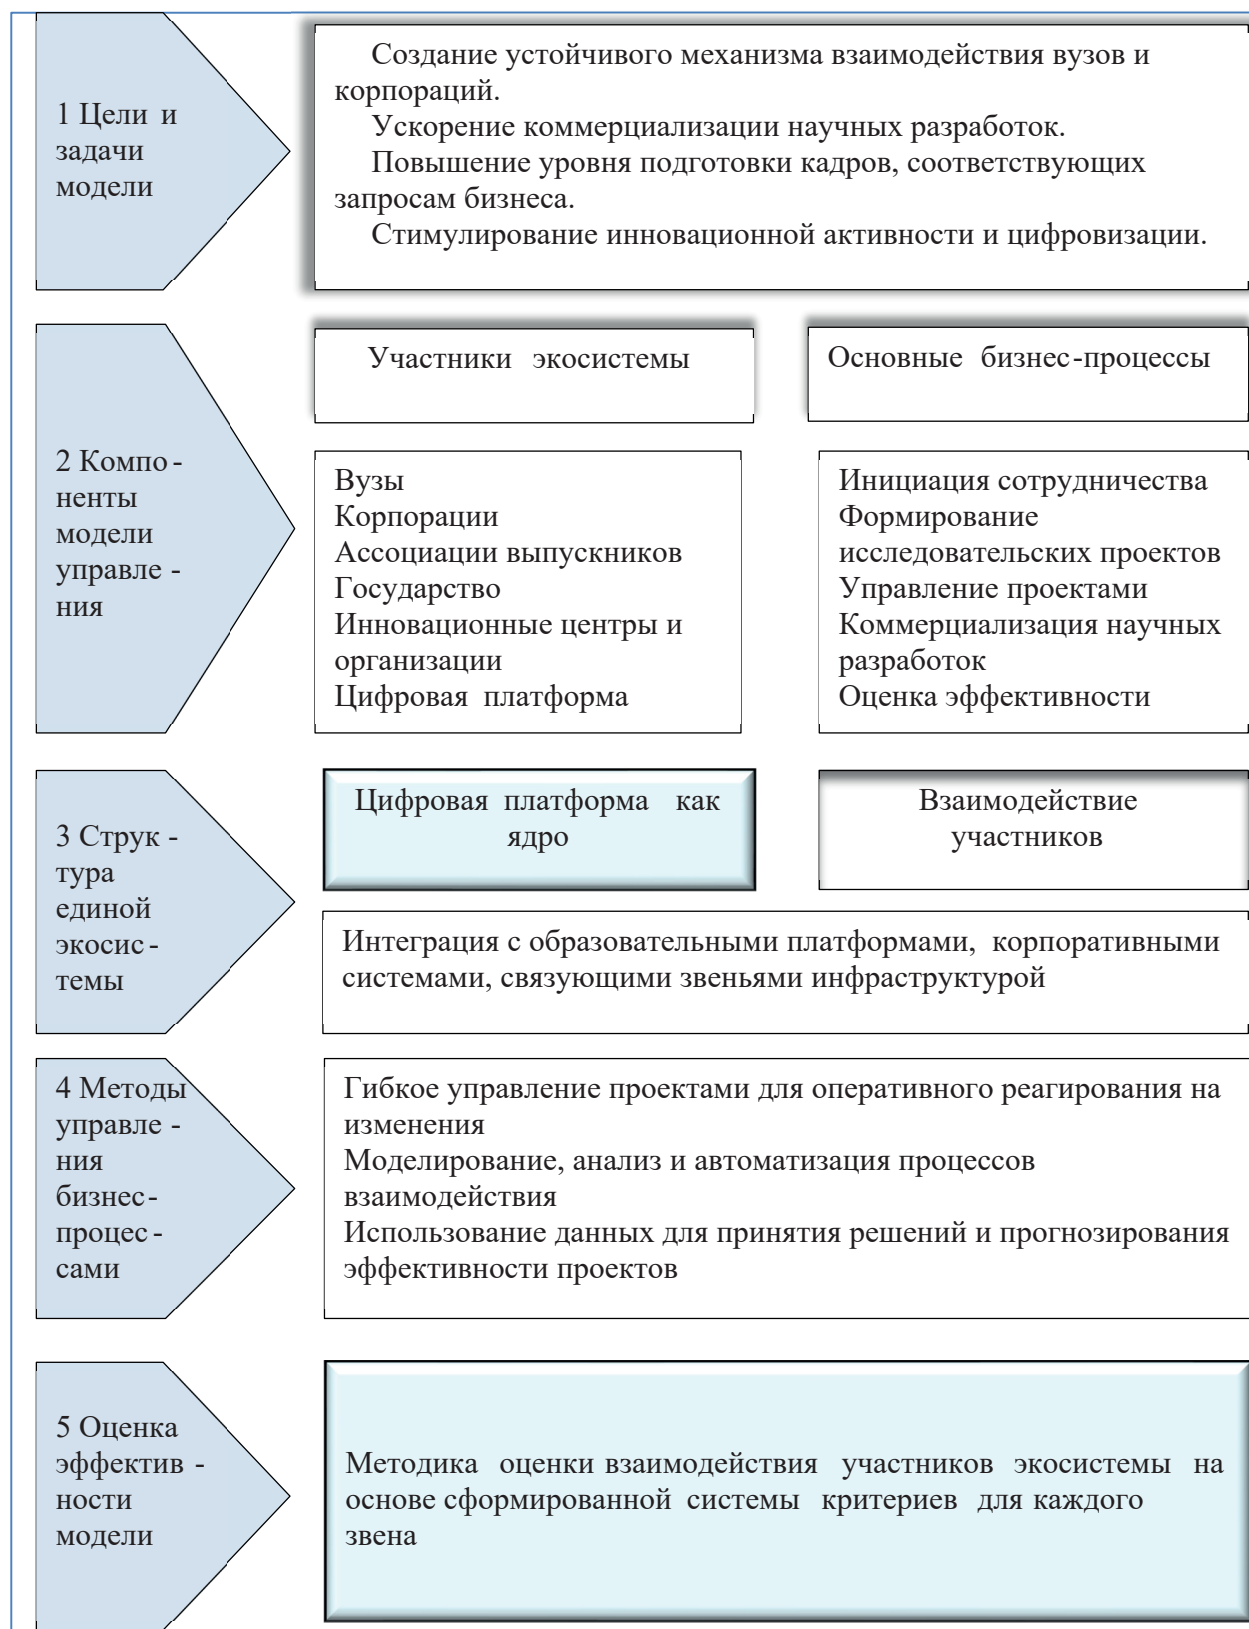 1 Цели и
задачи
модели
Создание устойчивого механизма взаимодействия вузов и
корпораций.
Ускорение коммерциализации научных разработок.
Повышение уровня подготовки кадров, соответствующих
запросам бизнеса.
Стимулирование инновационной активности и цифровизации.
2 Компо-
ненты
модели
управле-
ния
Участники экосистемы
Вузы
Корпорации
Ассоциации выпускников
Государство
Инновационные центры и
организации
Цифровая платформа
Основные бизнес-процессы
Инициация сотрудничества
Формирование
исследовательских проектов
Управление проектами
Коммерциализация научных
разработок
Оценка эффективности
3 Струк-
тура
единой
экосис-
темы
Цифровая платформа как
ядро
Взаимодействие
участников
Интеграция с образовательными платформами, корпоративными
системами, связующими звеньями инфраструктурой
4 Методы
управле-
ния
бизнес-
процес-
сами
Гибкое управление проектами для оперативного реагирования на
изменения
Моделирование, анализ и автоматизация процессов
взаимодействия
Использование данных для принятия решений и прогнозирования
эффективности проектов
5 Оценка
эффектив-
ности
модели
Методика оценки взаимодействия участников экосистемы на
основе сформированной системы критериев для каждого
звена